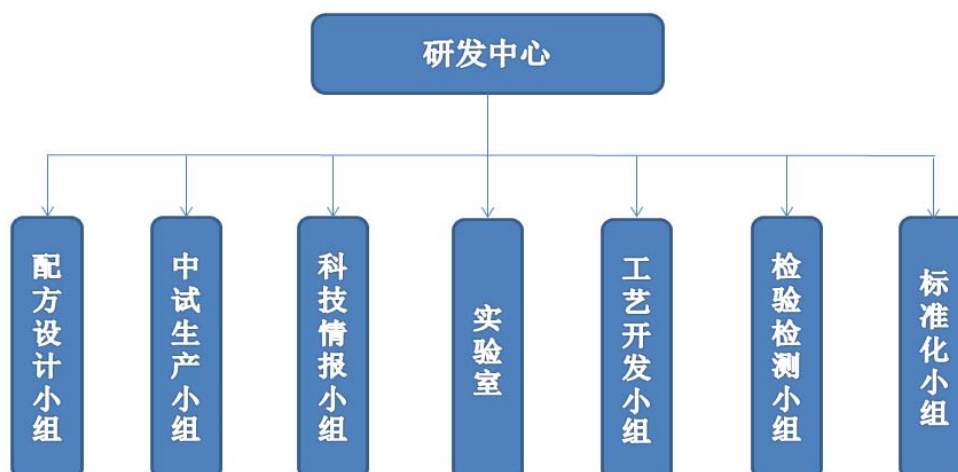 研发中心
配方设计小组
中试生产小组
科技情报小组
实验室
工艺开发小组
检验检测小组
标准化小组